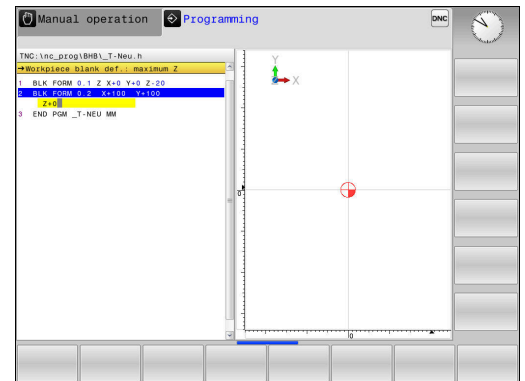 Manual operation
Programming
DNC
TNC:\nc_prog\BHB\_T-Neu.h
→Workpiece blank def.: maximum Z
1 BLK FORM 0.1 Z X+0 Y+0 Z-20
2 BLK FORM 0.2 X+100 Y+100
Z+0
3 END PGM _T-NEU MM
Y
X
0
0